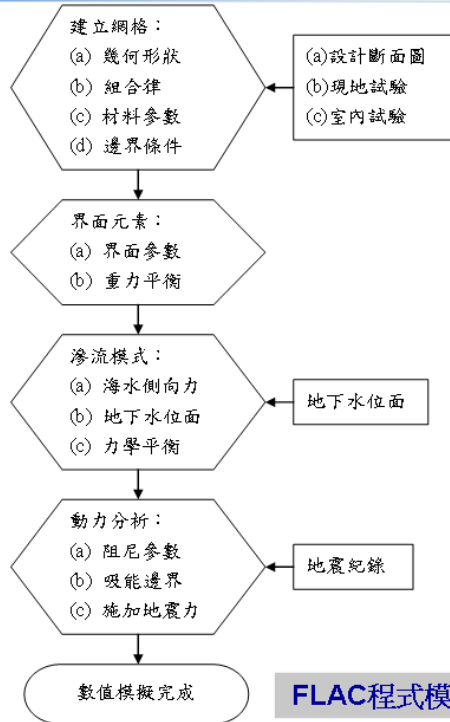 建立網格：
(a) 幾何形狀
(b) 組合律
(c) 材料參數
(d) 邊界條件
(a)設計斷面圖
(b)現地試驗
(c)室內試驗
界面元素：
(a) 界面參數
(b) 重力平衡
滲流模式：
(a) 海水側向力
(b) 地下水位面
(c) 力學平衡
地下水位面
動力分析：
(a) 阻尼參數
(b) 吸能邊界
(c) 施加地震力
地震紀錄
數值模擬完成
FLAC程式模